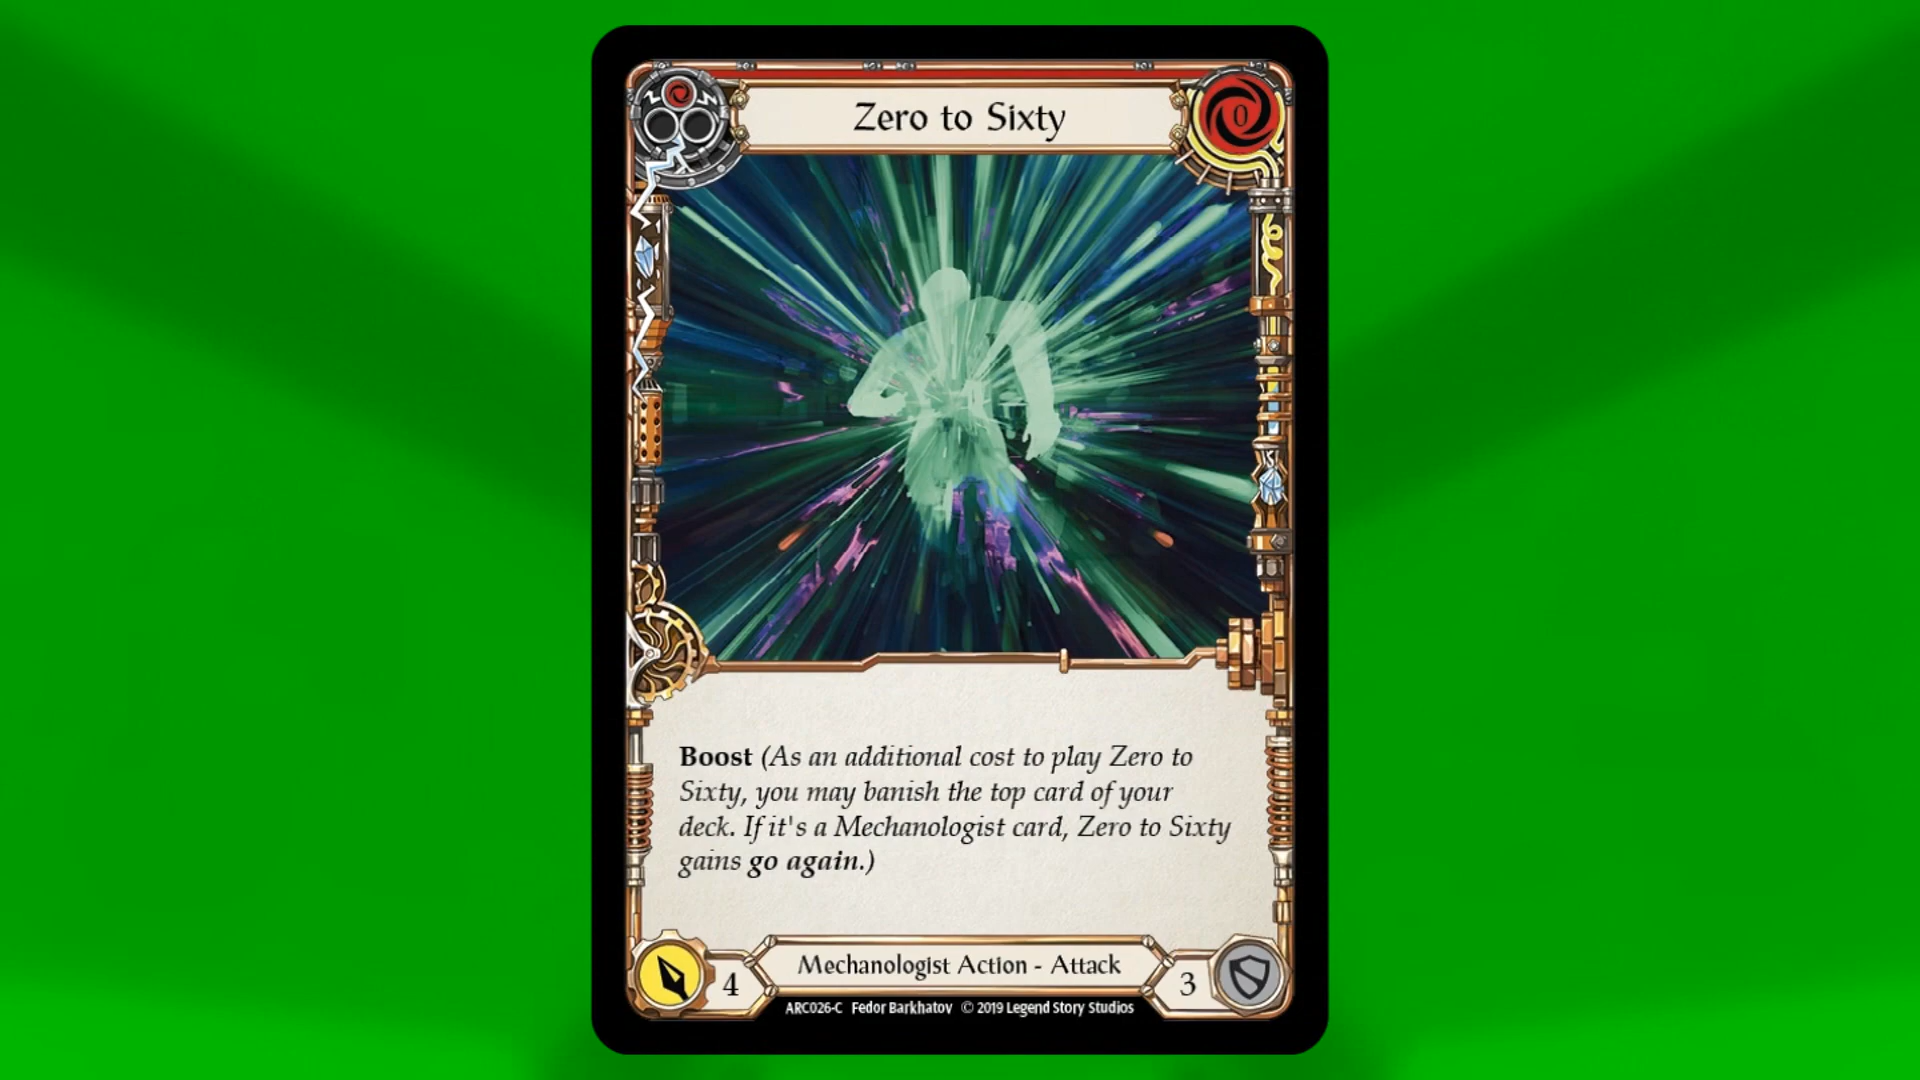 Zero to Sixty
0
Boost (As an additional cost to play Zero to
Sixty, you may banish the top card of your
deck. If it's a Mechanologist card, Zero to Sixty
gains go again.)
4
Mechanologist Action - Attack
3
ARC026-C Fedor Barkhatov © 2019 Legend Story Studios